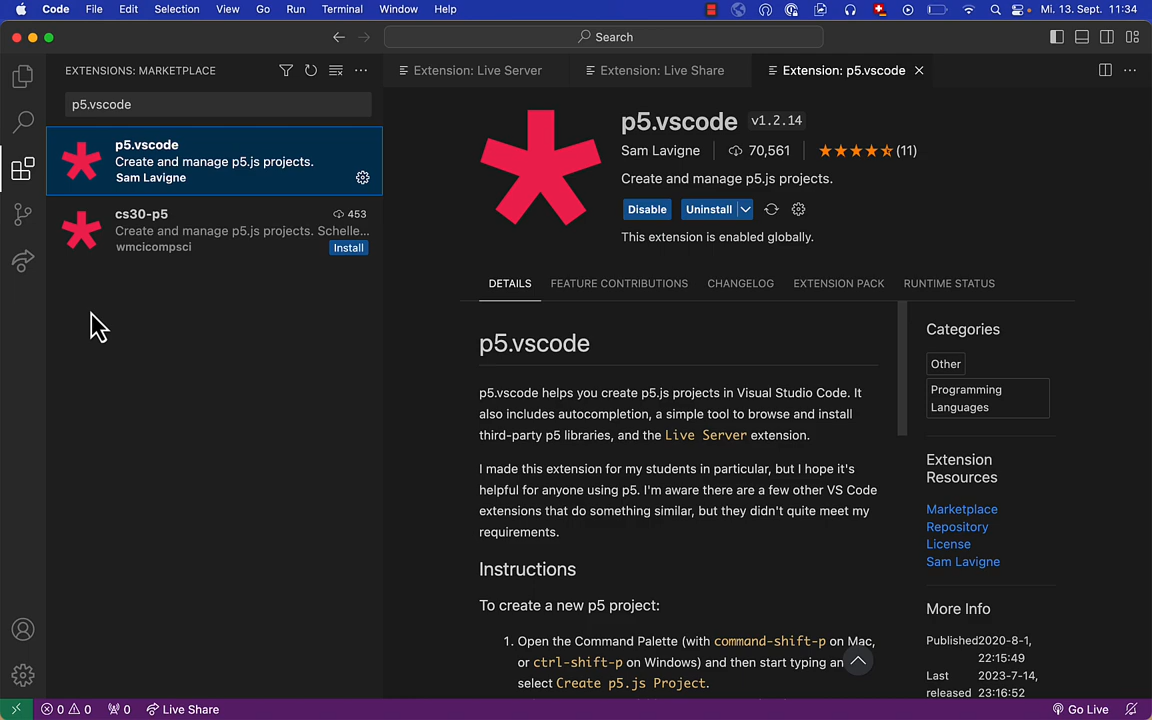 Code File Edit Selection View Go Run Terminal Window Help Mi. 13. Sept. 11:34
Search
EXTENSIONS: MARKETPLACE
p5.vscode
p5.vscode
Create and manage p5.js projects.
Sam Lavigne
cs30-p5 453
Create and manage p5.js projects. Schelle...
wmcicompsci Install
Extension: Live Server
Extension: Live Share
Extension: p5.vscode
p5.vscode v1.2.14
Sam Lavigne 70,561 (11)
Create and manage p5.js projects.
Disable Uninstall
This extension is enabled globally.
DETAILS FEATURE CONTRIBUTIONS CHANGELOG EXTENSION PACK RUNTIME STATUS
p5.vscode
p5.vscode helps you create p5.js projects in Visual Studio Code. It
also includes autocompletion, a simple tool to browse and install
third-party p5 libraries, and the Live Server extension.
I made this extension for my students in particular, but I hope it's
helpful for anyone using p5. I'm aware there are a few other VS Code
extensions that do something similar, but they didn't quite meet my
requirements.
Instructions
To create a new p5 project:
1. Open the Command Palette (with command-shift-p on Mac,
or ctrl-shift-p on Windows) and then start typing an
select Create p5.js Project.
Categories
Other
Programming
Languages
Extension
Resources
Marketplace
Repository
License
Sam Lavigne
More Info
Published 2020-8-1,
22:15:49
Last 2023-7-14,
released 23:16:52
0 0 0 Live Share Go Live